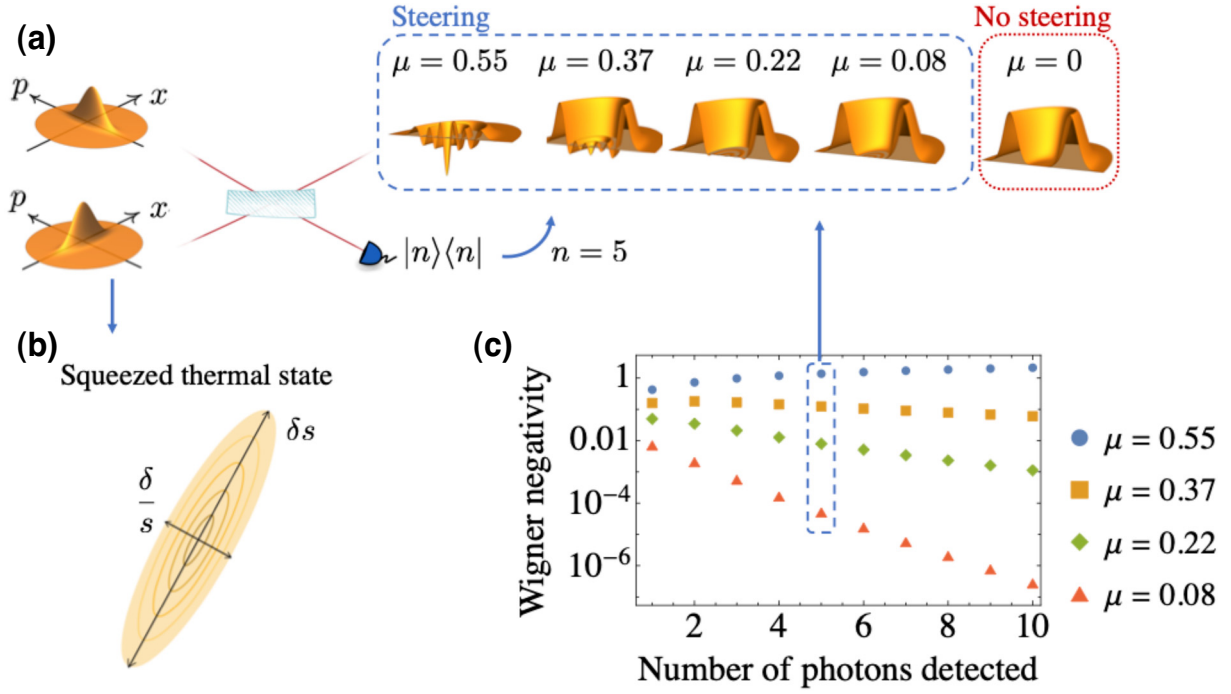 (a)
Steering
No steering
μ = 0.55
μ = 0.37
μ = 0.22
μ = 0.08
μ = 0
p
x
p
x
|n⟩⟨n|
n = 5
(b)
Squeezed thermal state
δs
δ
s
(c)
Wigner negativity
1
0.01
10⁻⁴
10⁻⁶
2
4
6
8
10
Number of photons detected
μ = 0.55
μ = 0.37
μ = 0.22
μ = 0.08